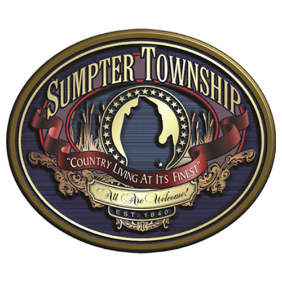 SUMPTER TOWNSHIP
"COUNTRY LIVING AT ITS FINEST"
All Are Welcome!
EST. 1840